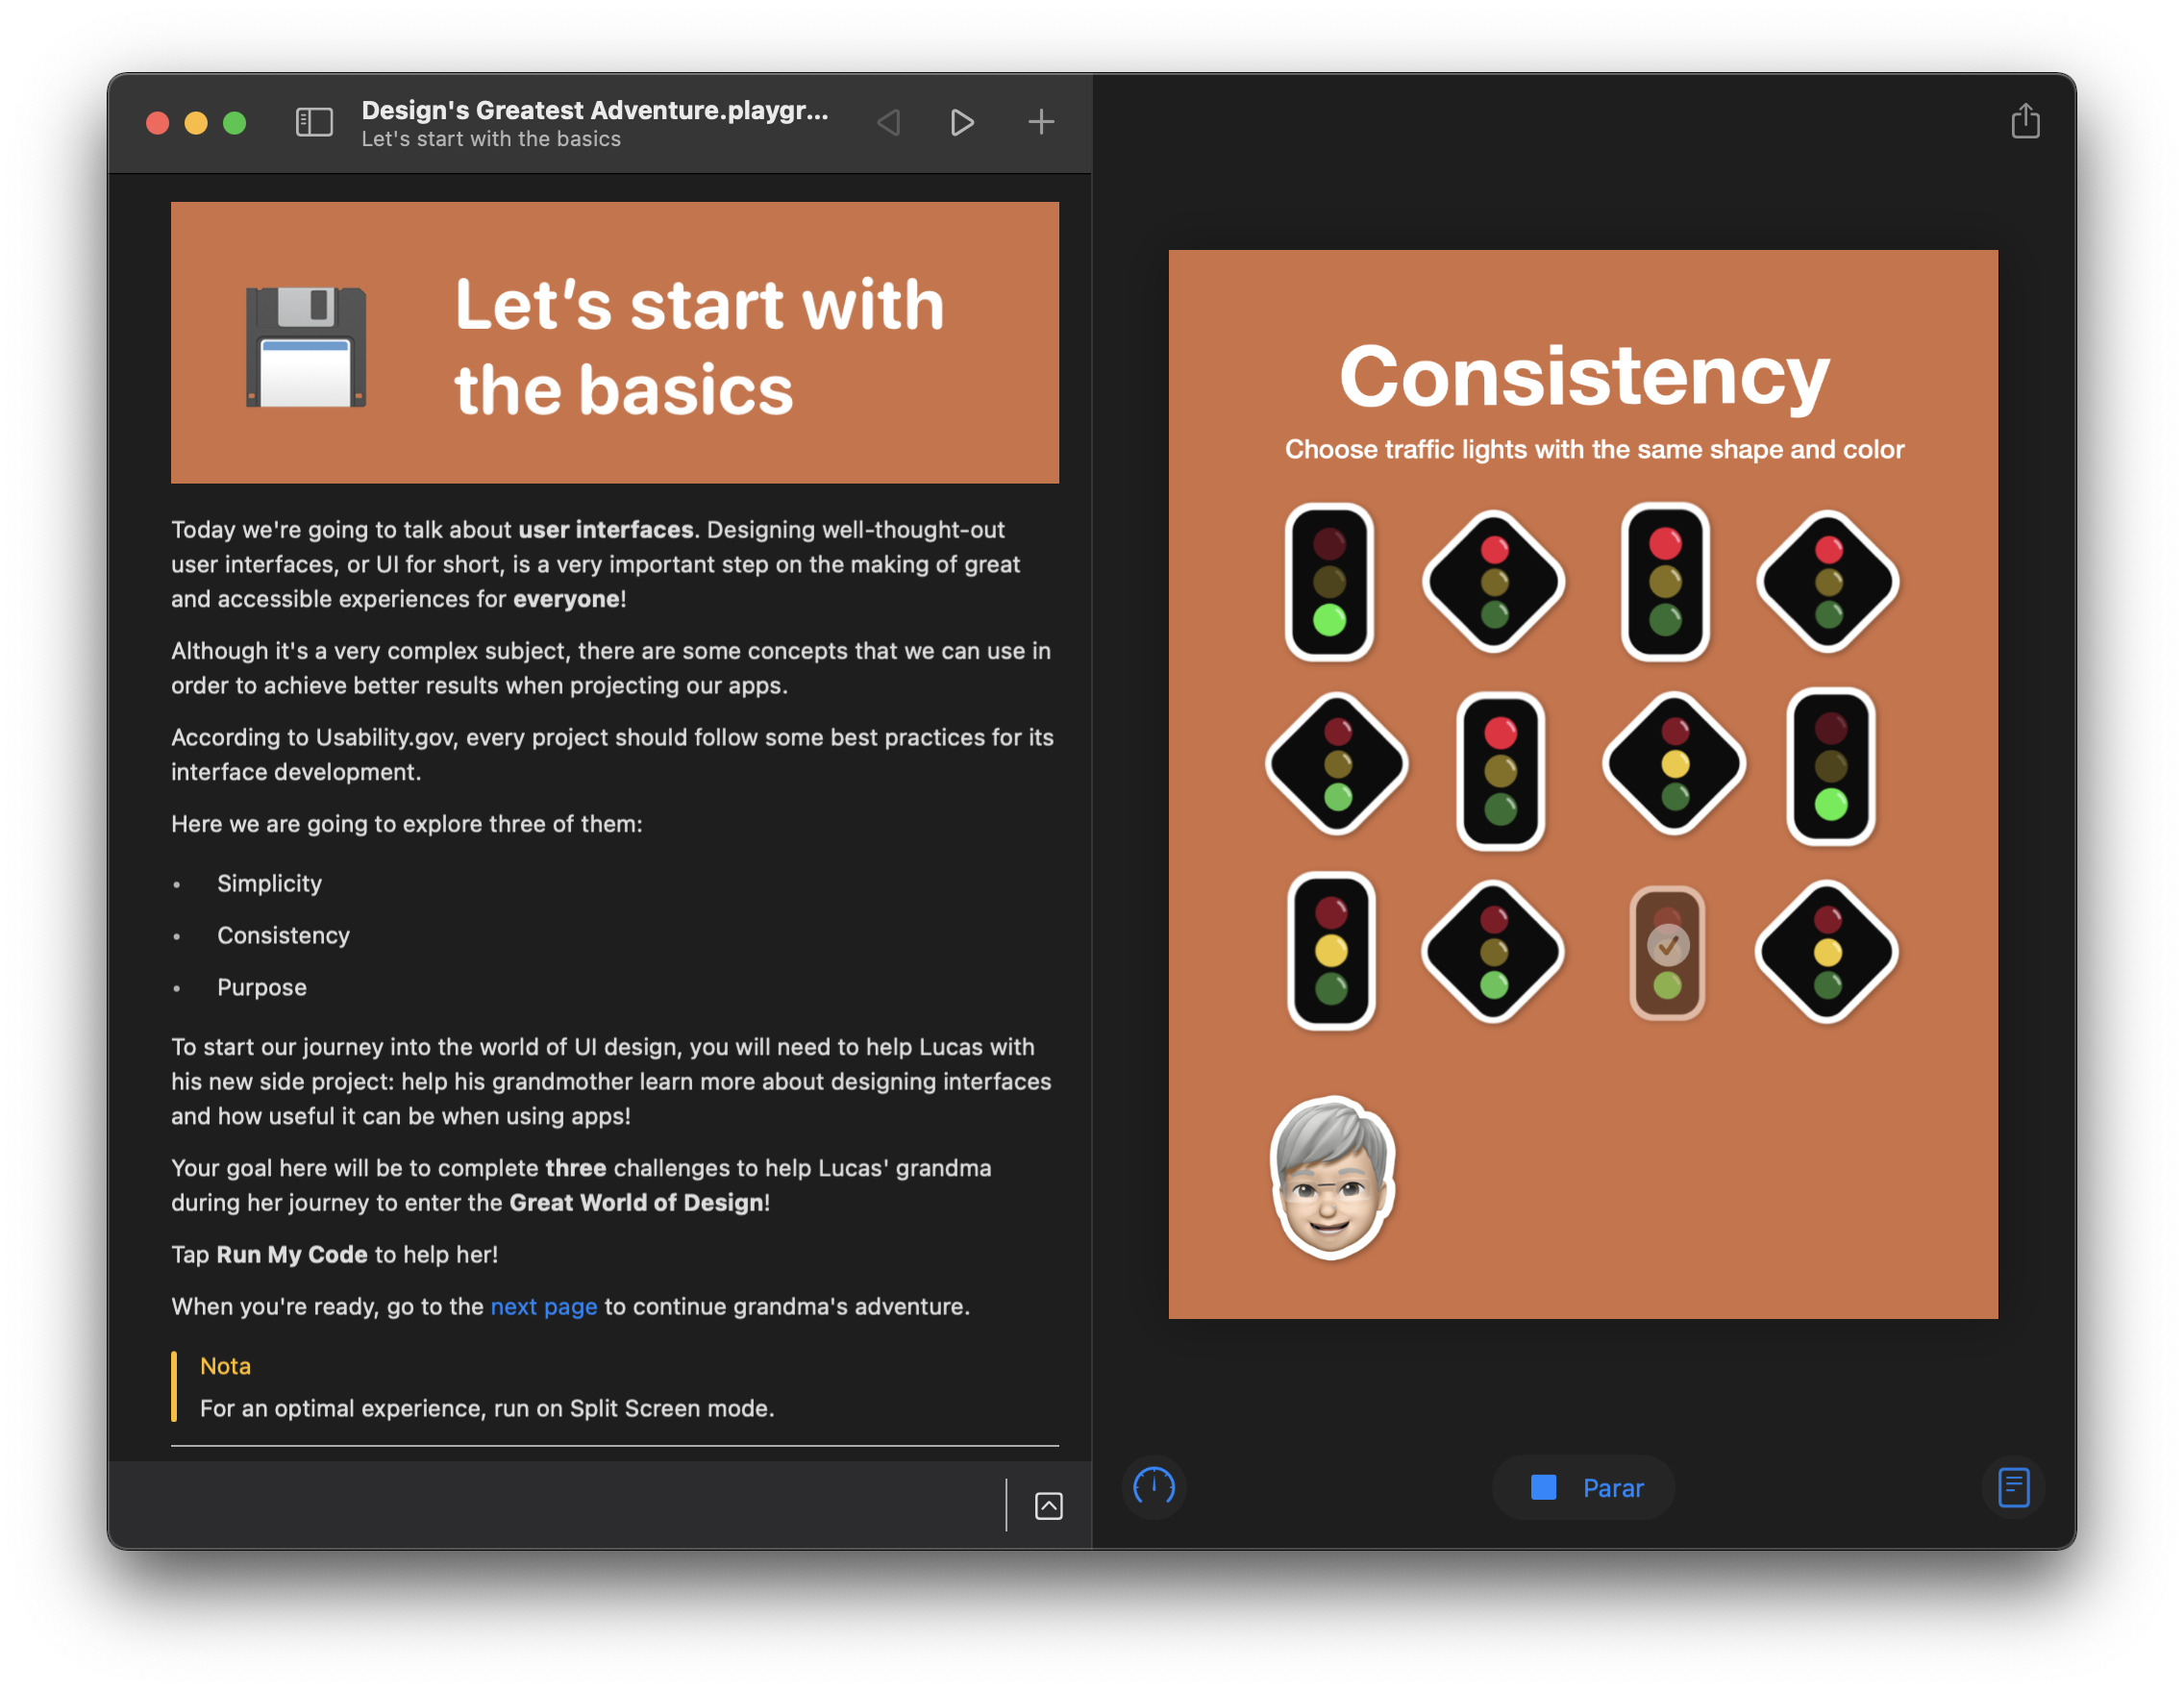 Design's Greatest Adventure.playgr...
Let's start with the basics
Let's start with
the basics
Today we're going to talk about user interfaces. Designing well-thought-out
user interfaces, or UI for short, is a very important step on the making of great
and accessible experiences for everyone!
Although it's a very complex subject, there are some concepts that we can use in
order to achieve better results when projecting our apps.
According to Usability.gov, every project should follow some best practices for its
interface development.
Here we are going to explore three of them:
• Simplicity
• Consistency
• Purpose
To start our journey into the world of UI design, you will need to help Lucas with
his new side project: help his grandmother learn more about designing interfaces
and how useful it can be when using apps!
Your goal here will be to complete three challenges to help Lucas' grandma
during her journey to enter the Great World of Design!
Tap Run My Code to help her!
When you're ready, go to the next page to continue grandma's adventure.
Nota
For an optimal experience, run on Split Screen mode.
Consistency
Choose traffic lights with the same shape and color
Parar